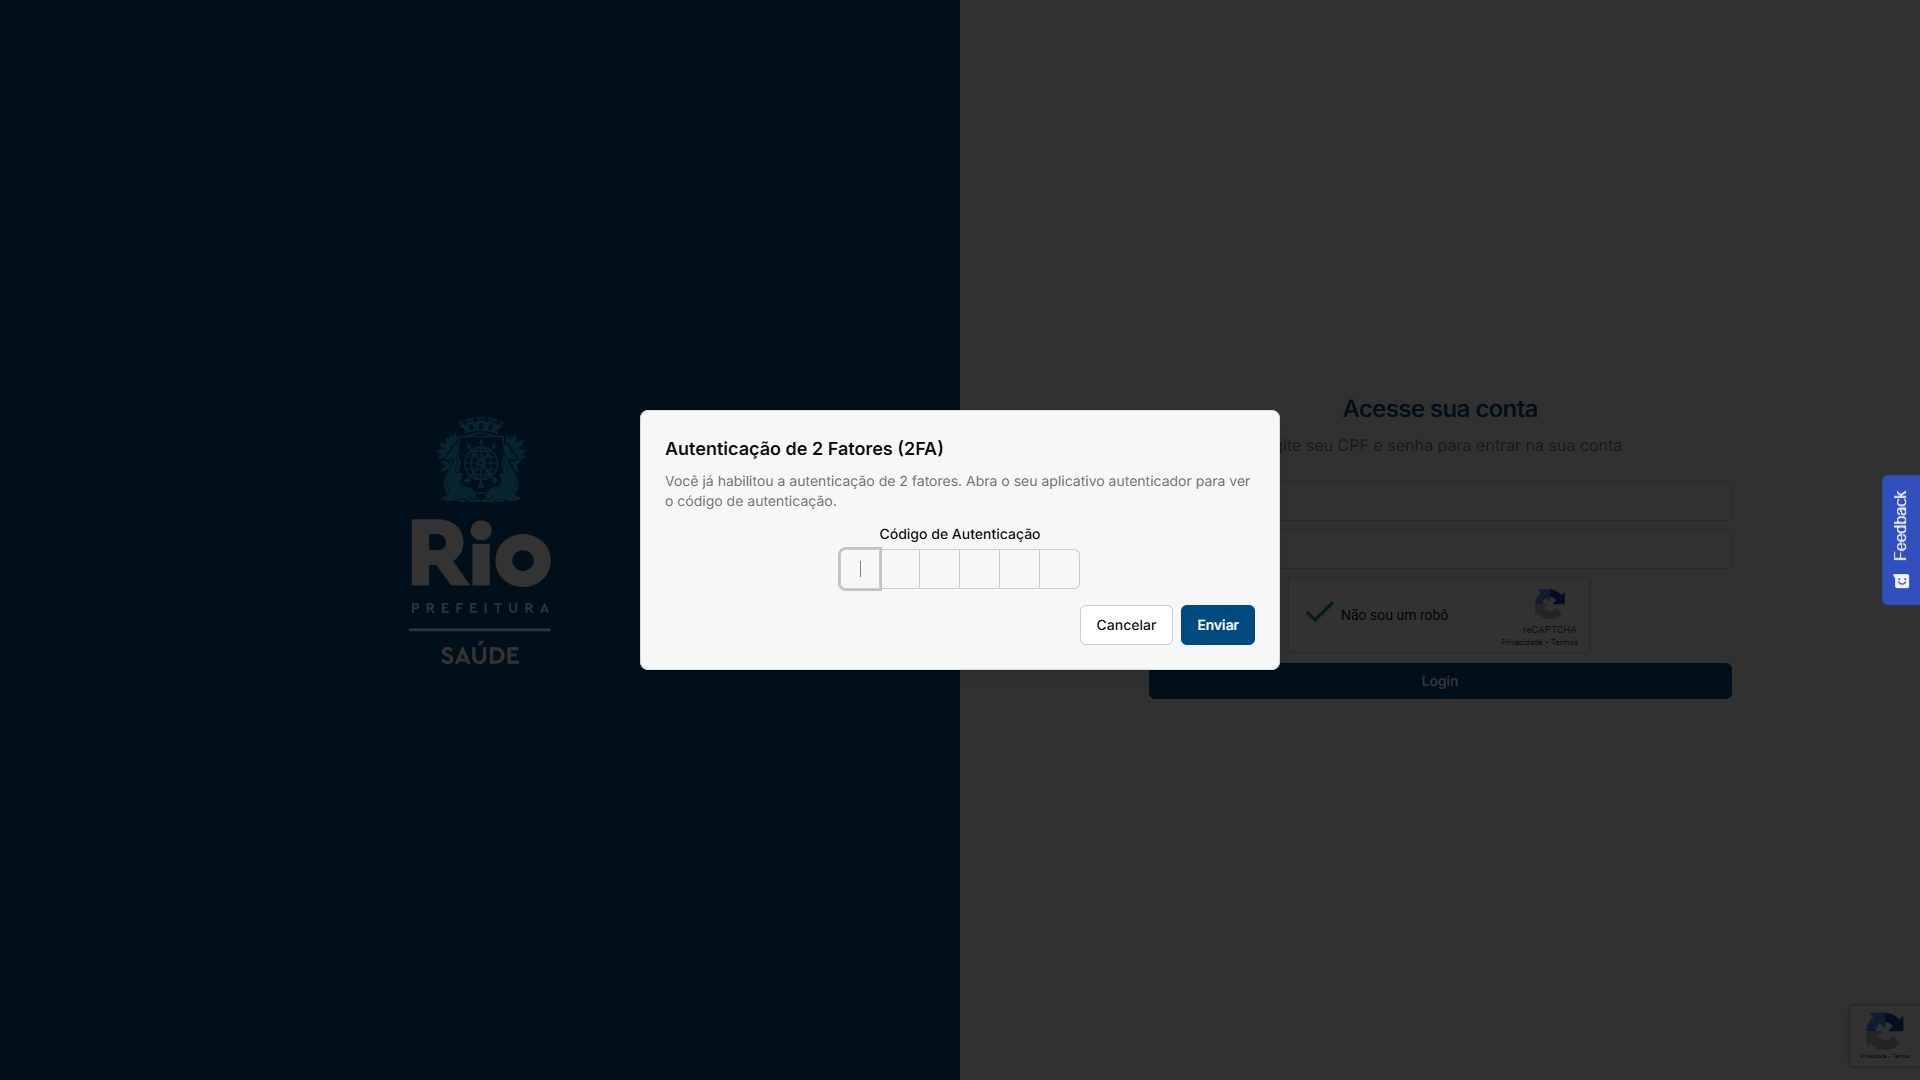 Rio
PREFEITURA
SAÚDE
Acesse sua conta
seu CPF e senha para entrar na sua conta
Autenticação de 2 Fatores (2FA)
Você já habilitou a autenticação de 2 fatores. Abra o seu aplicativo autenticador para ver
o código de autenticação.
Código de Autenticação
Cancelar
Enviar
Não sou um robô
reCAPTCHA
Privacidade - Termos
Login
Feedback
Privacidade - Termos